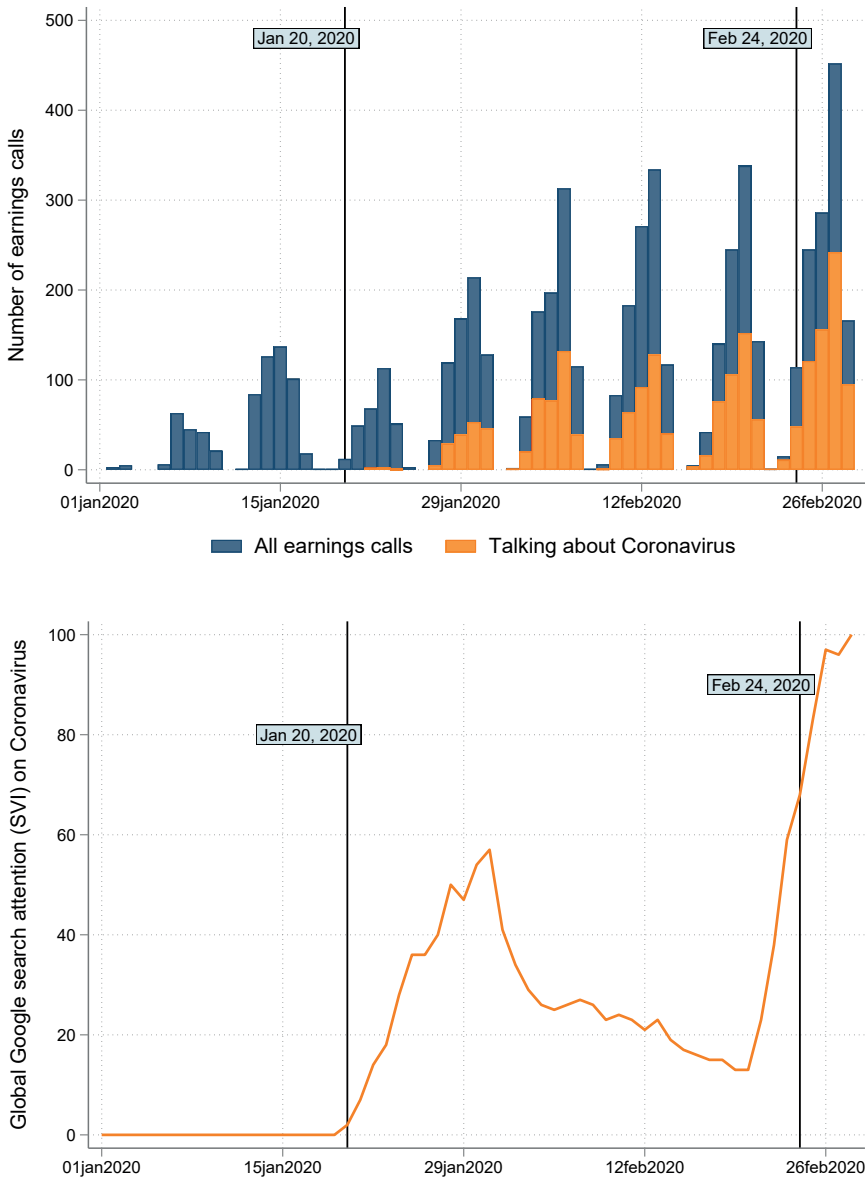 Number of earnings calls
500
400
300
200
100
0
Jan 20, 2020
Feb 24, 2020
01jan2020 15jan2020 29jan2020 12feb2020 26feb2020
All earnings calls Talking about Coronavirus
Global Google search attention (SVI) on Coronavirus
100
80
60
40
20
0
Feb 24, 2020
Jan 20, 2020
01jan2020 15jan2020 29jan2020 12feb2020 26feb2020